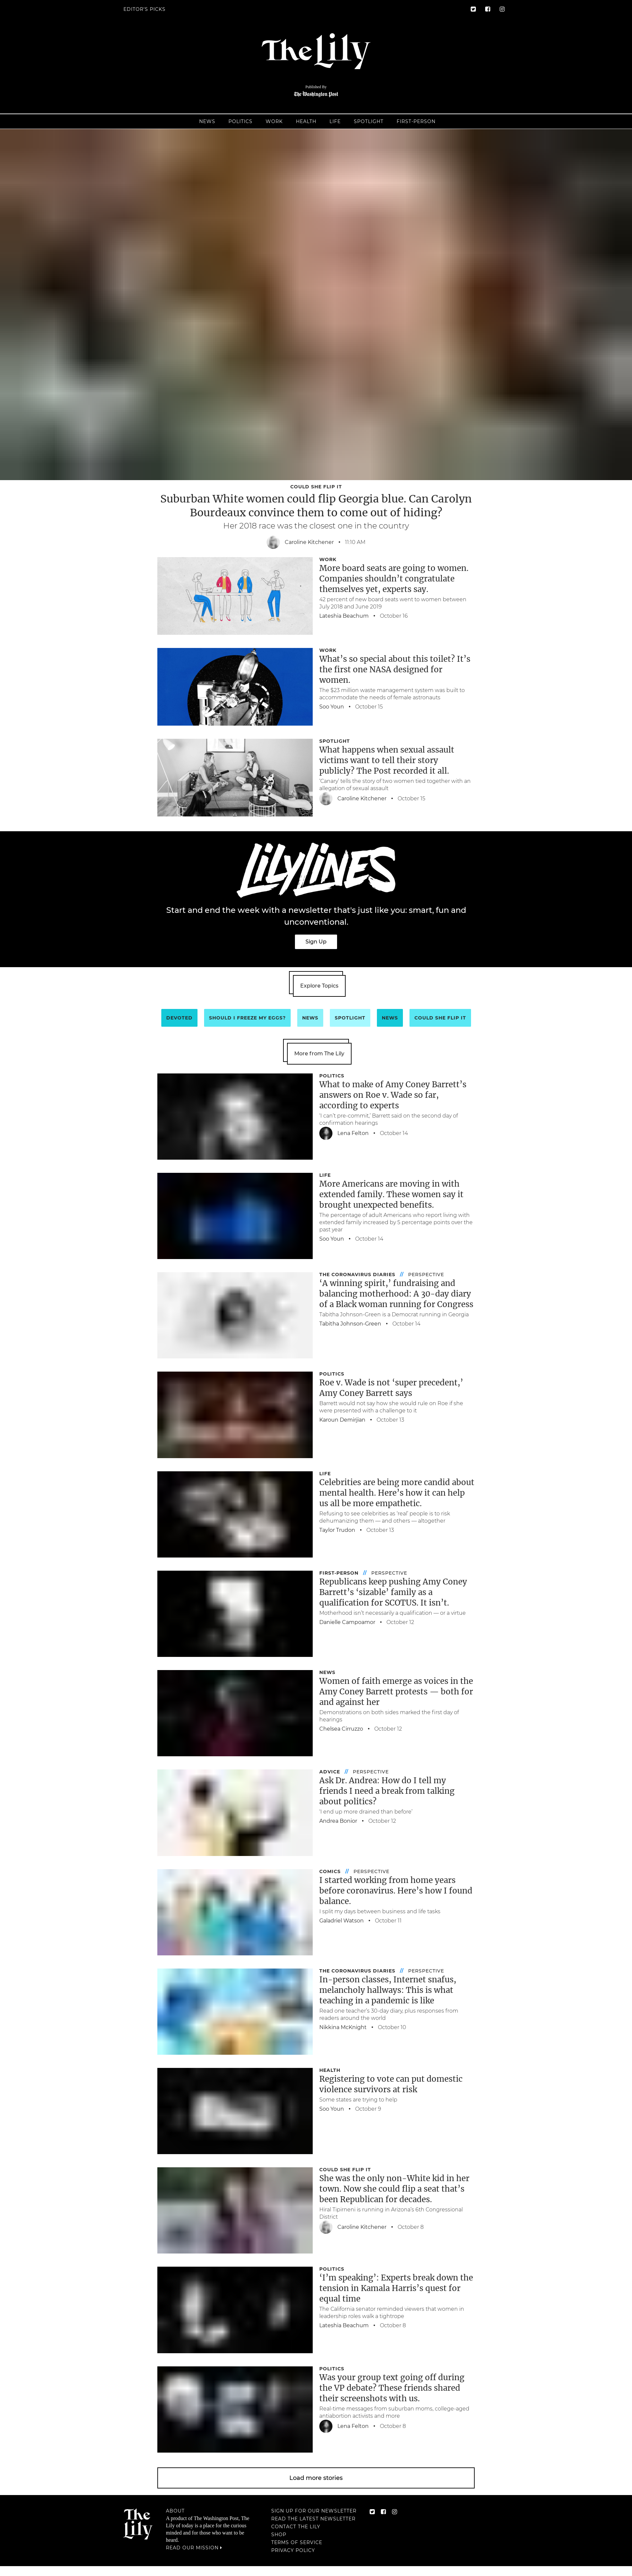 EDITOR'S PICKS
The Lily
Published By
The Washington Post
NEWS POLITICS WORK HEALTH LIFE SPOTLIGHT FIRST-PERSON
COULD SHE FLIP IT
Suburban White women could flip Georgia blue. Can Carolyn
Bourdeaux convince them to come out of hiding?
Her 2018 race was the closest one in the country
Caroline Kitchener • 11:10 AM
WORK
More board seats are going to women.
Companies shouldn’t congratulate
themselves yet, experts say.
42 percent of new board seats went to women between
July 2018 and June 2019
Lateshia Beachum • October 16
WORK
What’s so special about this toilet? It’s
the first one NASA designed for
women.
The $23 million waste management system was built to
accommodate the needs of female astronauts
Soo Youn • October 15
SPOTLIGHT
What happens when sexual assault
victims want to tell their story
publicly? The Post recorded it all.
‘Canary’ tells the story of two women tied together with an
allegation of sexual assault
Caroline Kitchener • October 15
LILYLINES
Start and end the week with a newsletter that's just like you: smart, fun and
unconventional.
Sign Up
Explore Topics
DEVOTED SHOULD I FREEZE MY EGGS? NEWS SPOTLIGHT NEWS COULD SHE FLIP IT
More from The Lily
POLITICS
What to make of Amy Coney Barrett’s
answers on Roe v. Wade so far,
according to experts
‘I can’t pre-commit,’ Barrett said on the second day of
confirmation hearings
Lena Felton • October 14
LIFE
More Americans are moving in with
extended family. These women say it
brought unexpected benefits.
The percentage of adult Americans who report living with
extended family increased by 5 percentage points over the
past year
Soo Youn • October 14
THE CORONAVIRUS DIARIES // PERSPECTIVE
‘A winning spirit,’ fundraising and
balancing motherhood: A 30-day diary
of a Black woman running for Congress
Tabitha Johnson-Green is a Democrat running in Georgia
Tabitha Johnson-Green • October 14
POLITICS
Roe v. Wade is not ‘super precedent,’
Amy Coney Barrett says
Barrett would not say how she would rule on Roe if she
were presented with a challenge to it
Karoun Demirjian • October 13
LIFE
Celebrities are being more candid about
mental health. Here’s how it can help
us all be more empathetic.
Refusing to see celebrities as ‘real’ people is to risk
dehumanizing them — and others — altogether
Taylor Trudon • October 13
FIRST-PERSON // PERSPECTIVE
Republicans keep pushing Amy Coney
Barrett’s ‘sizable’ family as a
qualification for SCOTUS. It isn’t.
Motherhood isn’t necessarily a qualification — or a virtue
Danielle Campoamor • October 12
NEWS
Women of faith emerge as voices in the
Amy Coney Barrett protests — both for
and against her
Demonstrations on both sides marked the first day of
hearings
Chelsea Cirruzzo • October 12
ADVICE // PERSPECTIVE
Ask Dr. Andrea: How do I tell my
friends I need a break from talking
about politics?
‘I end up more drained than before’
Andrea Bonior • October 12
COMICS // PERSPECTIVE
I started working from home years
before coronavirus. Here’s how I found
balance.
I split my days between business and life tasks.
Galadriel Watson • October 11
THE CORONAVIRUS DIARIES // PERSPECTIVE
In-person classes, Internet snafus,
melancholy hallways: This is what
teaching in a pandemic is like
Read one teacher’s 30-day diary, plus responses from
readers around the world
Nikkina McKnight • October 10
HEALTH
Registering to vote can put domestic
violence survivors at risk
Some states are trying to help
Soo Youn • October 9
COULD SHE FLIP IT
She was the only non-White kid in her
town. Now she could flip a seat that’s
been Republican for decades.
Hiral Tipirneni is running in Arizona’s 6th Congressional
District
Caroline Kitchener • October 8
POLITICS
‘I’m speaking’: Experts break down the
tension in Kamala Harris’s quest for
equal time
The California senator reminded viewers that women in
leadership roles walk a tightrope
Lateshia Beachum • October 8
POLITICS
Was your group text going off during
the VP debate? These friends shared
their screenshots with us.
Real-time messages from suburban moms, college-aged
antiabortion activists and more
Lena Felton • October 8
Load more stories
The Lily
ABOUT
A product of The Washington Post, The
Lily of today is a place for the curious
minded and for those who want to be
heard.
READ OUR MISSION
SIGN UP FOR OUR NEWSLETTER
READ THE LATEST NEWSLETTER
CONTACT THE LILY
SHOP
TERMS OF SERVICE
PRIVACY POLICY